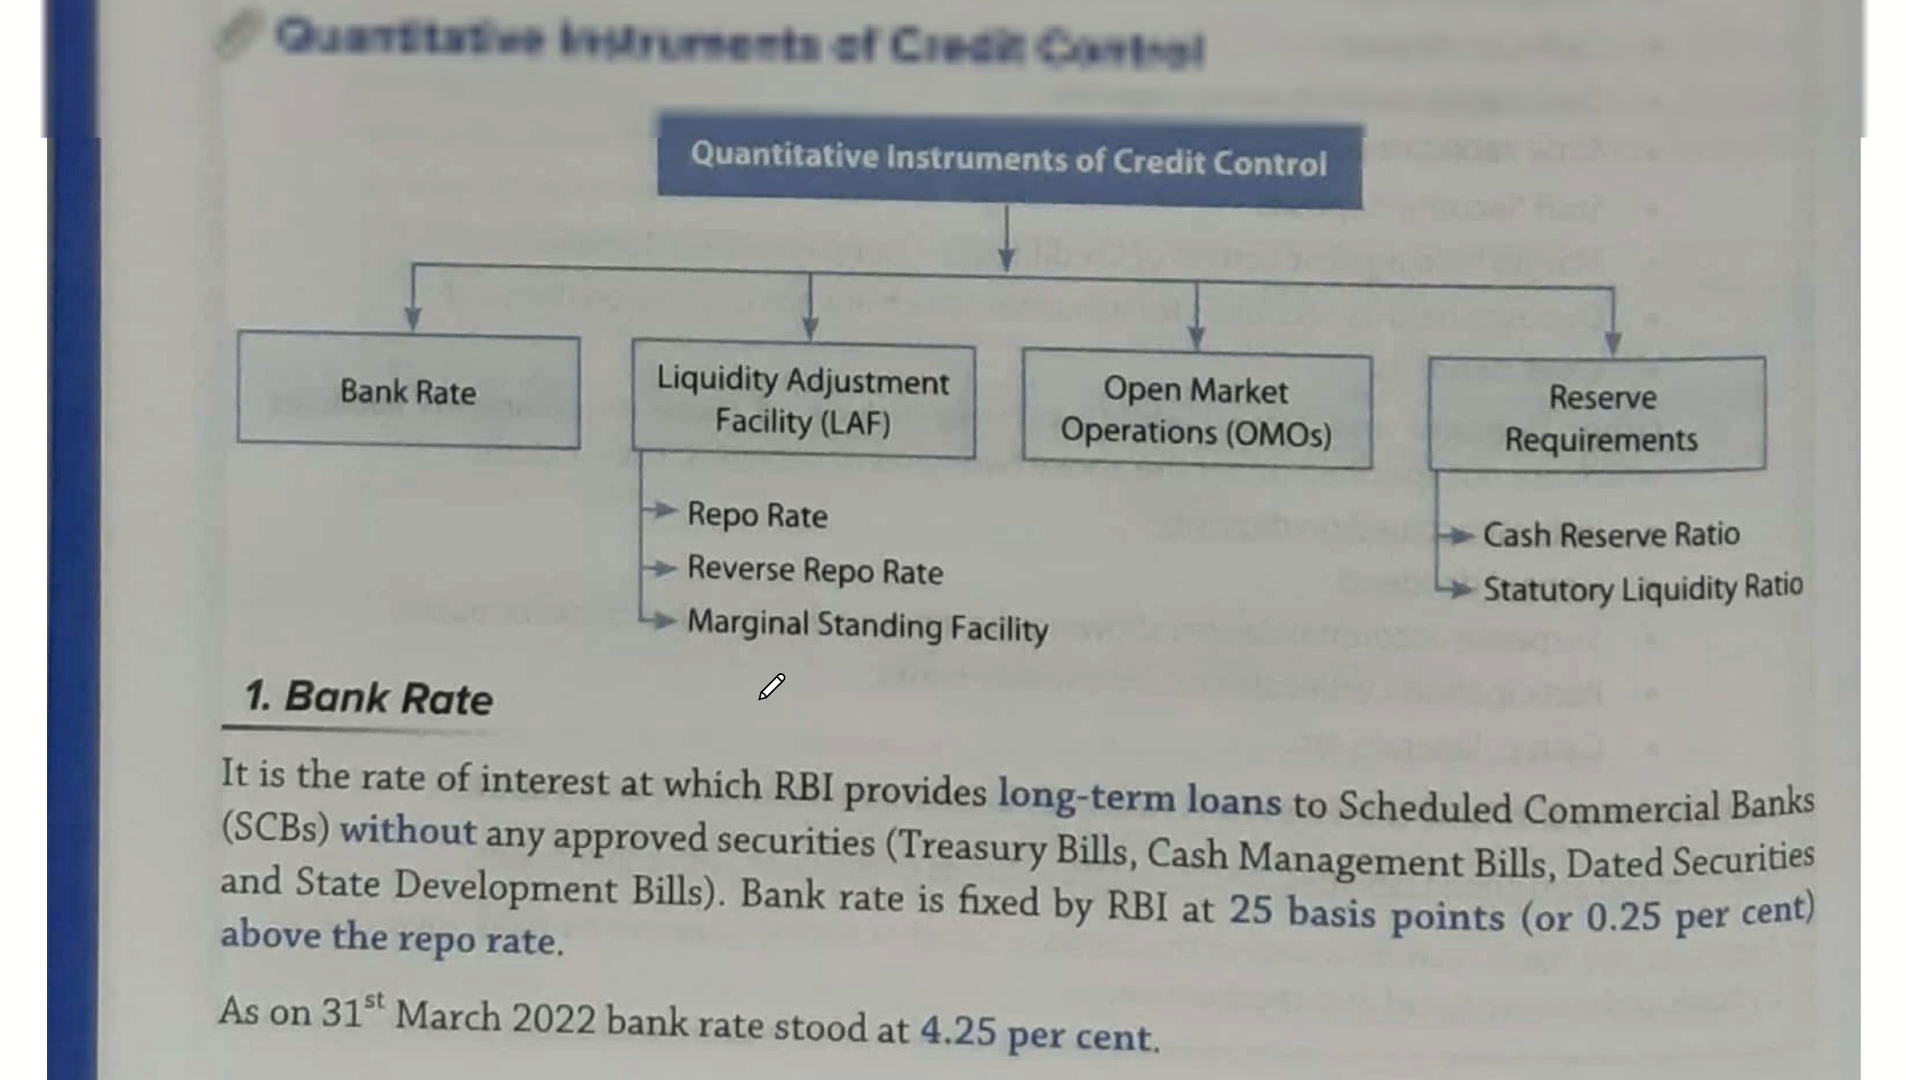 Quantitative Instruments of Credit Control
Quantitative Instruments of Credit Control
Bank Rate
Liquidity Adjustment
Facility (LAF)
Open Market
Operations (OMOs)
Reserve
Requirements
Repo Rate
Reverse Repo Rate
Marginal Standing Facility
Cash Reserve Ratio
Statutory Liquidity Ratio
1. Bank Rate
It is the rate of interest at which RBI provides long-term loans to Scheduled Commercial Banks
(SCBs) without any approved securities (Treasury Bills, Cash Management Bills, Dated Securities
and State Development Bills). Bank rate is fixed by RBI at 25 basis points (or 0.25 per cent)
above the repo rate.
As on 31st March 2022 bank rate stood at 4.25 per cent.